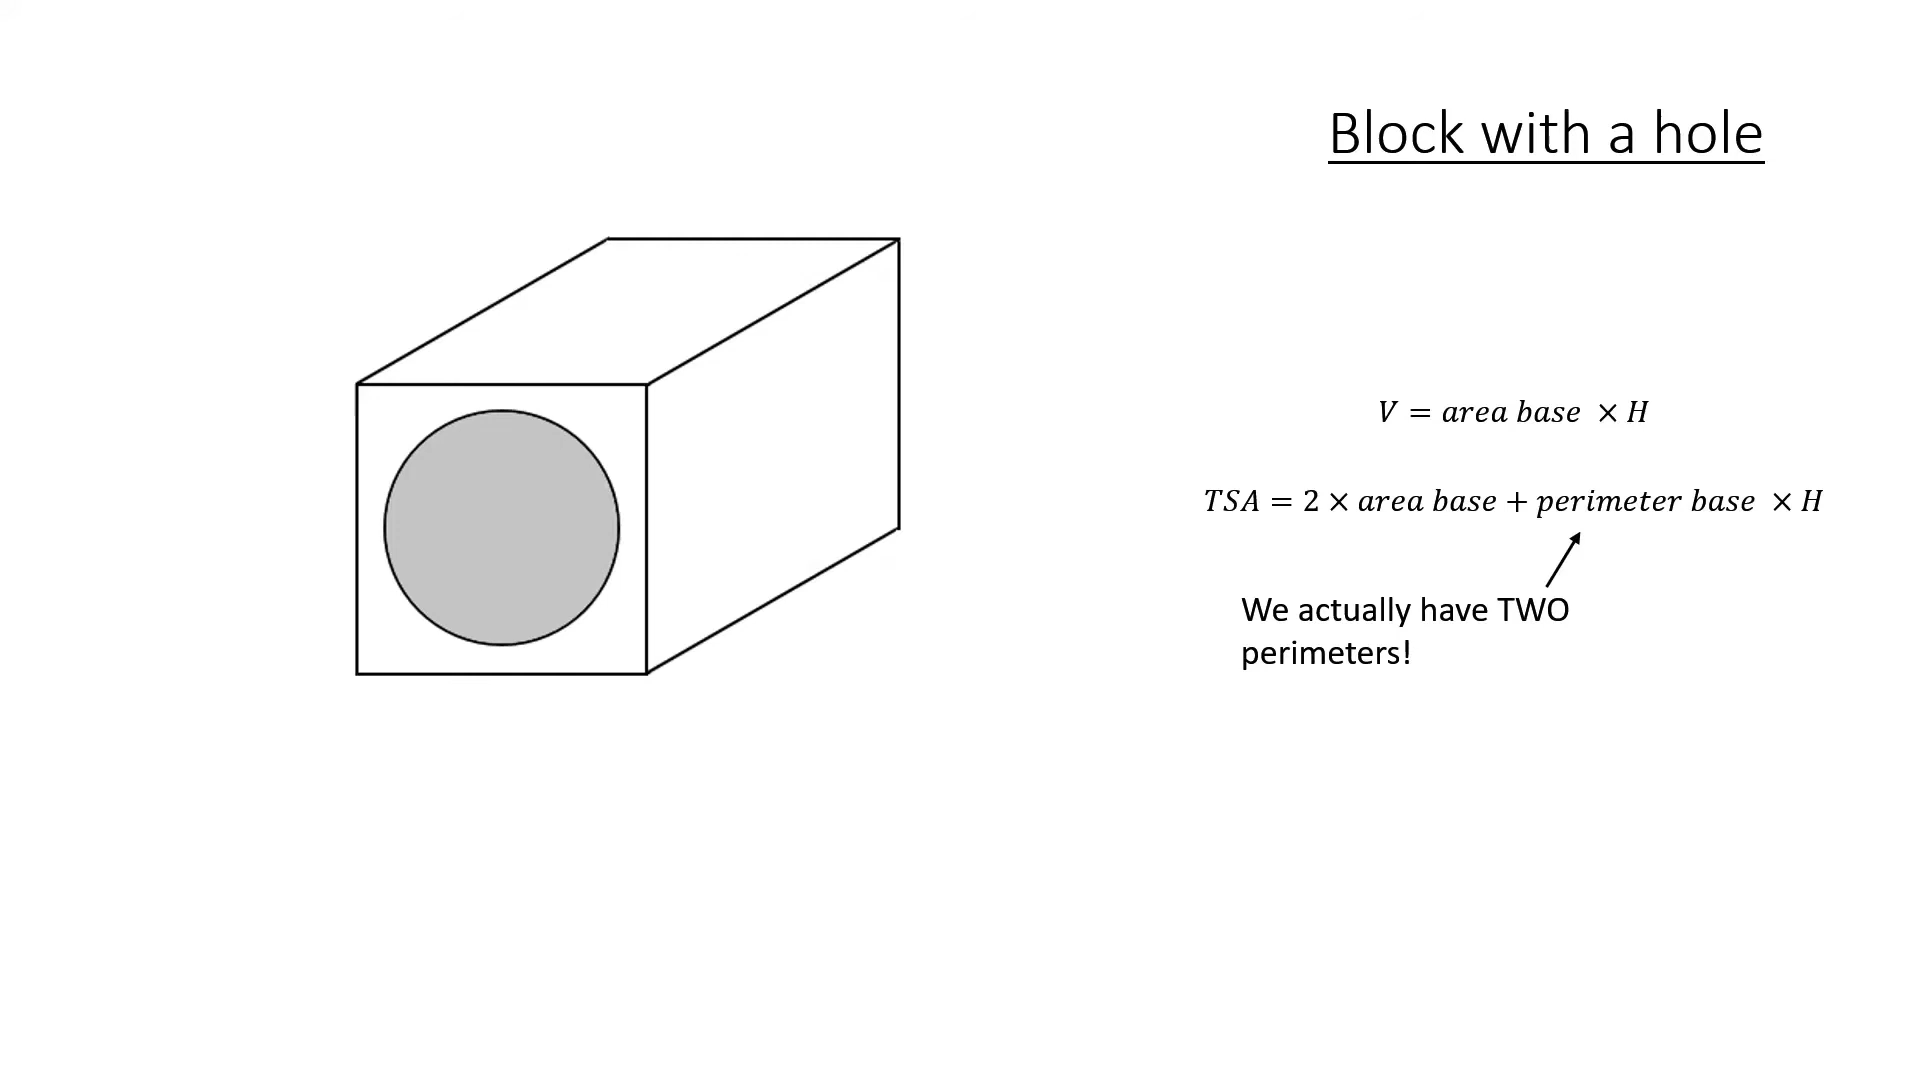 Block with a hole
V = area base × H
TSA = 2 × area base + perimeter base × H
We actually have TWO
perimeters!